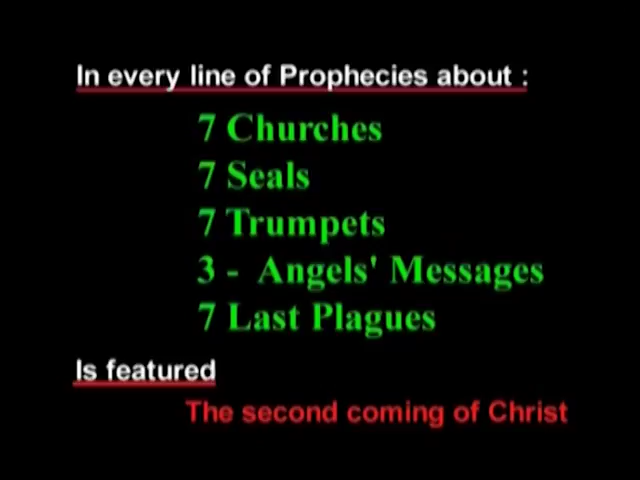 In every line of Prophecies about :
7 Churches
7 Seals
7 Trumpets
3 - Angels' Messages
7 Last Plagues
Is featured
The second coming of Christ